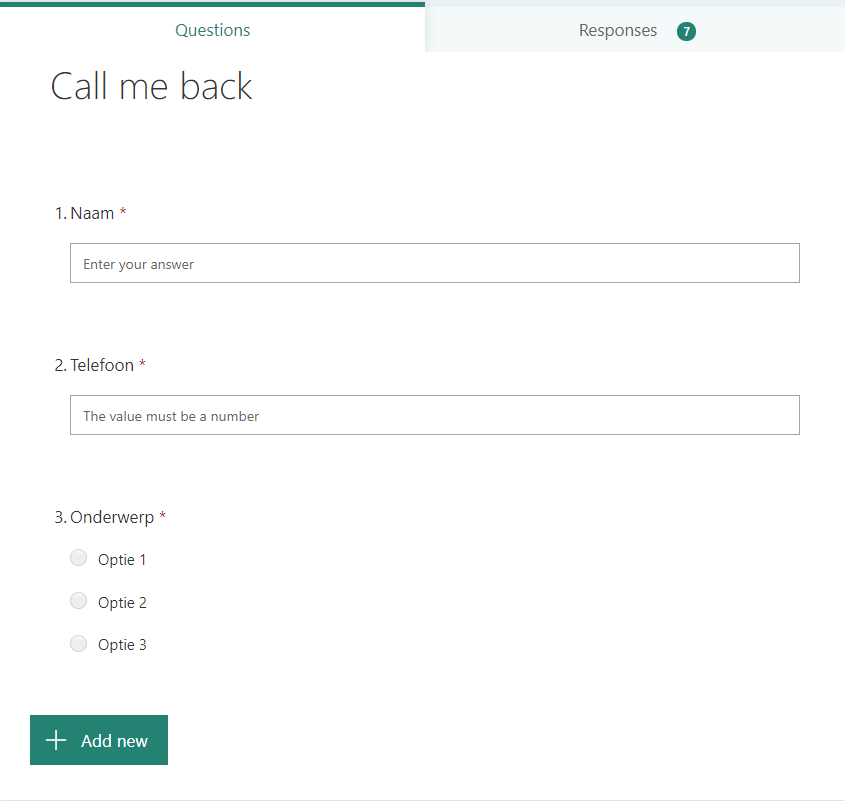 Questions
Responses 7
Call me back
1. Naam *
Enter your answer
2. Telefoon *
The value must be a number
3. Onderwerp *
Optie 1
Optie 2
Optie 3
Add new